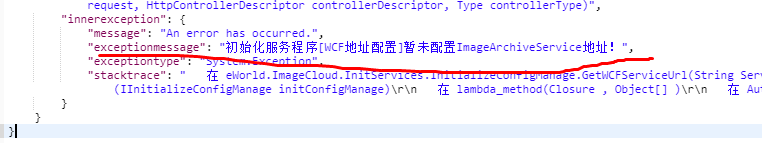 request, HttpControllerDescriptor controllerDescriptor, Type controllerType)",
"innerexception": {
"message": "An error has occurred.",
"exceptionmessage": "初始化服务程序[WCF地址配置]暂未配置ImageArchiveService地址！",
"exceptiontype": "System.Exception",
"stacktrace": "   在 eWorld.ImageCloud.InitServices.InitializeConfigManage.GetWCFServiceUrl(String Ser
(IInitializeConfigManage initConfigManage)\r\n   在 lambda_method(Closure , Object[] )\r\n   在 Aut
}
}
}